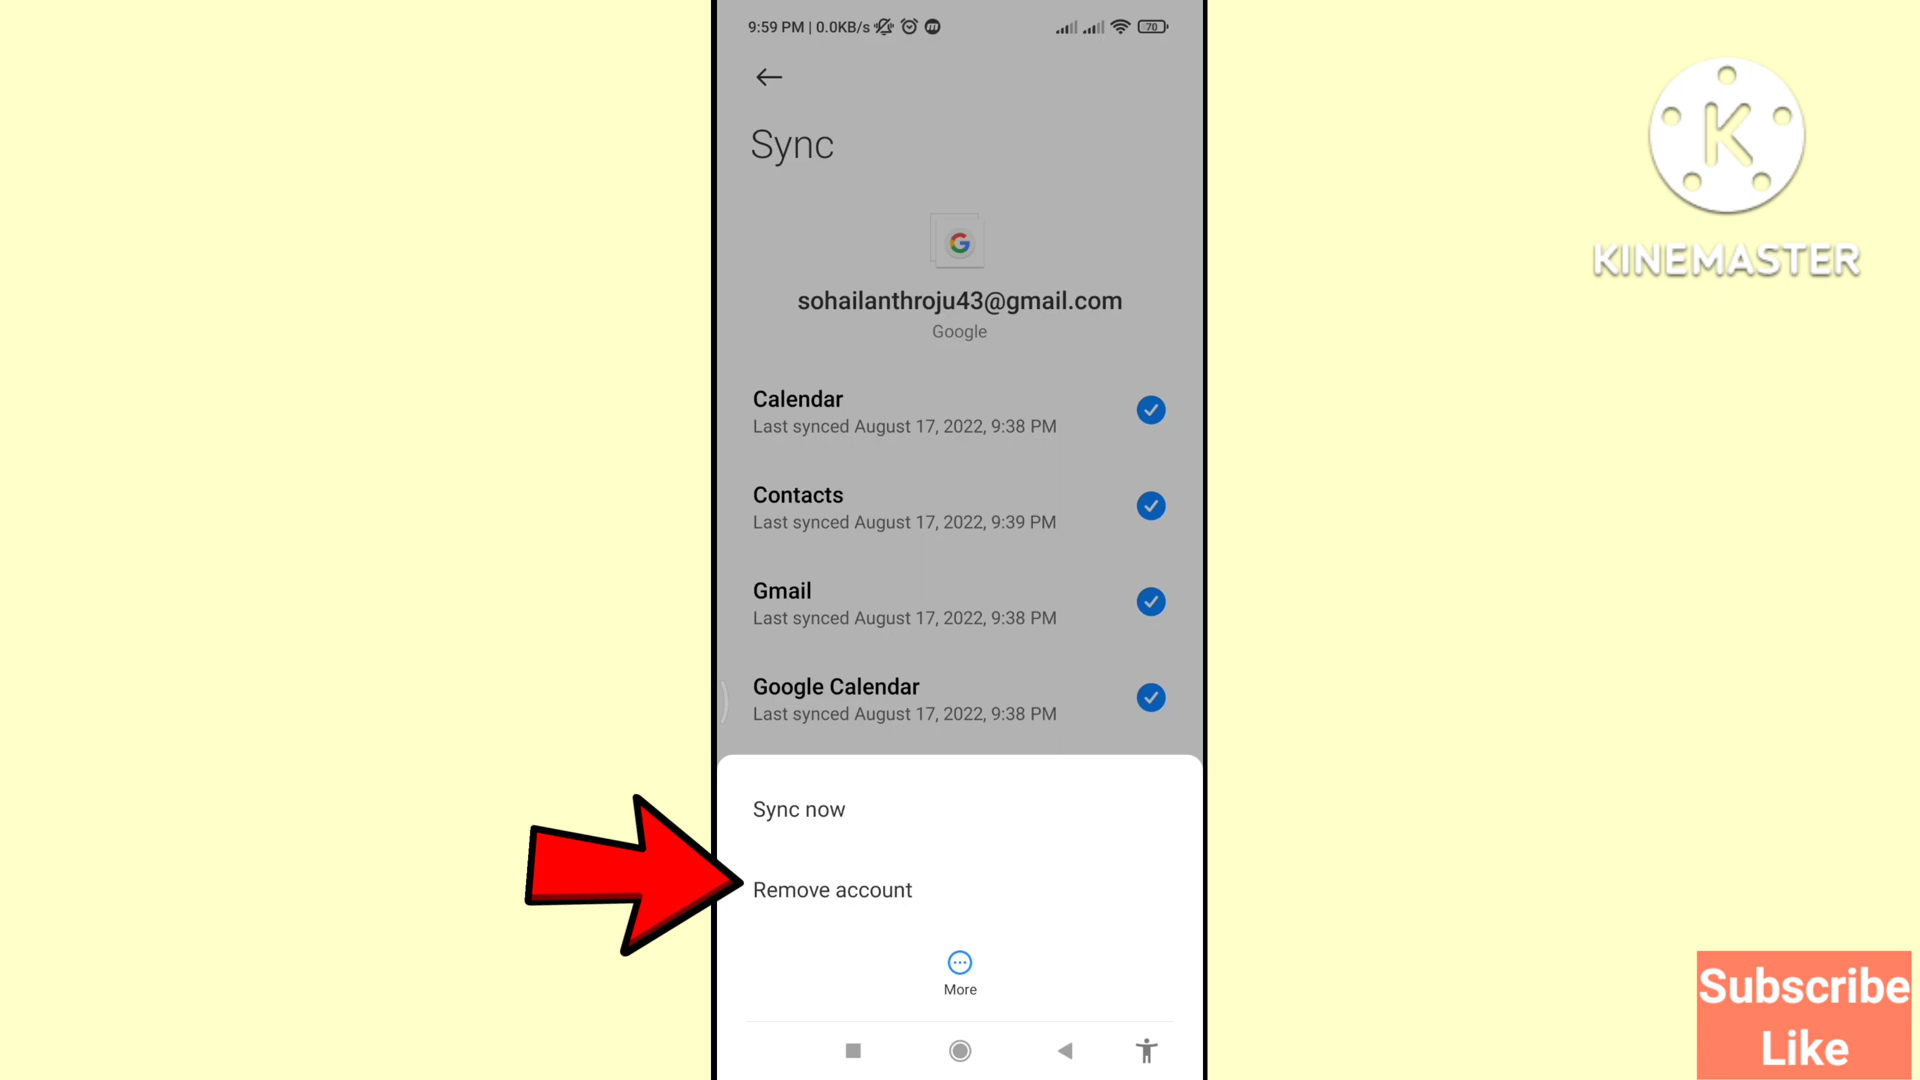 9:59 PM | 0.0KB/s
70
Sync
sohailanthroju43@gmail.com
Google
Calendar
Last synced August 17, 2022, 9:38 PM
Contacts
Last synced August 17, 2022, 9:39 PM
Gmail
Last synced August 17, 2022, 9:38 PM
Google Calendar
Last synced August 17, 2022, 9:38 PM
Sync now
Remove account
More
K
KINEMASTER
Subscribe
Like